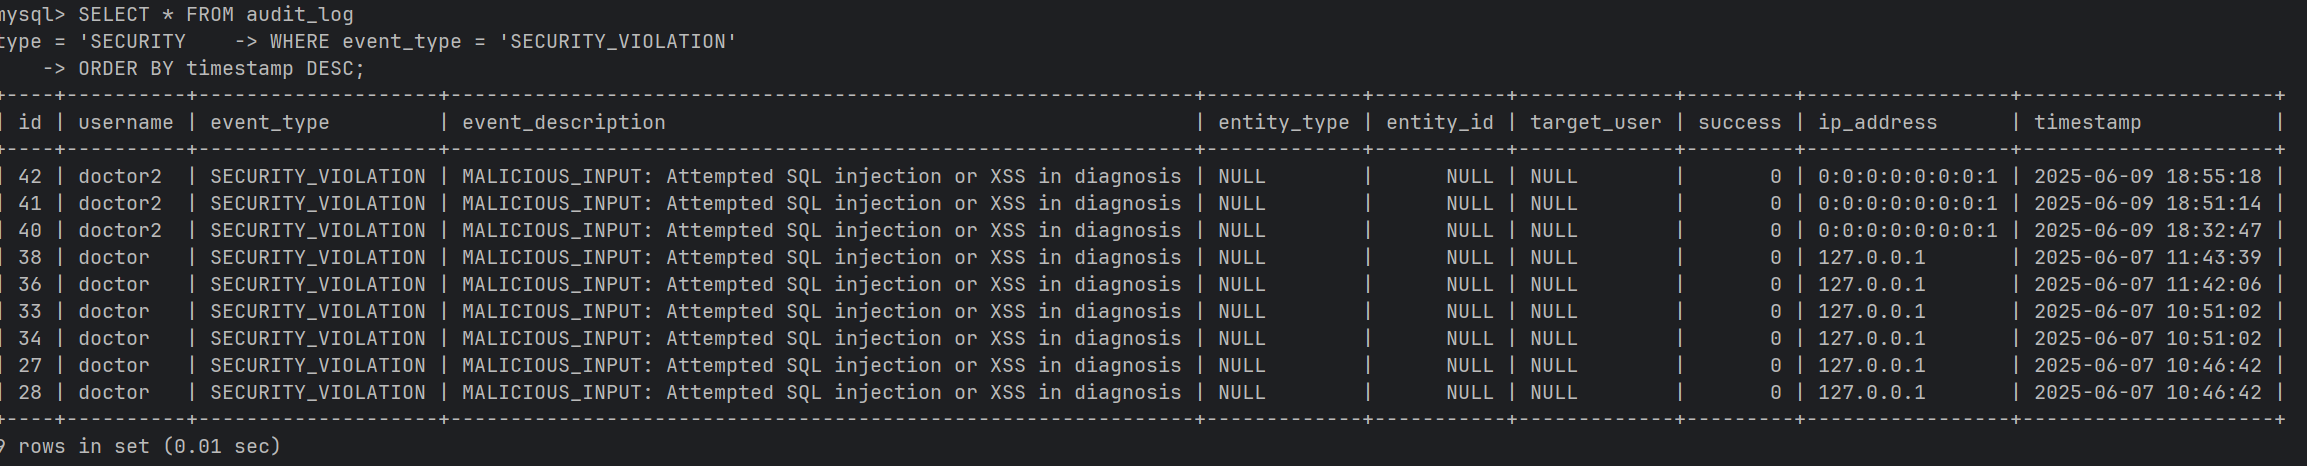 mysql> SELECT * FROM audit_log
type = 'SECURITY    -> WHERE event_type = 'SECURITY_VIOLATION'
    -> ORDER BY timestamp DESC;
+----+----------+--------------------+--------------------------------------------------------------+-------------+-----------+-------------+---------+-----------------+---------------------+
| id | username | event_type         | event_description                                            | entity_type | entity_id | target_user | success | ip_address      | timestamp           |
+----+----------+--------------------+--------------------------------------------------------------+-------------+-----------+-------------+---------+-----------------+---------------------+
| 42 | doctor2  | SECURITY_VIOLATION | MALICIOUS_INPUT: Attempted SQL injection or XSS in diagnosis | NULL        |      NULL | NULL        |       0 | 0:0:0:0:0:0:0:1 | 2025-06-09 18:55:18 |
| 41 | doctor2  | SECURITY_VIOLATION | MALICIOUS_INPUT: Attempted SQL injection or XSS in diagnosis | NULL        |      NULL | NULL        |       0 | 0:0:0:0:0:0:0:1 | 2025-06-09 18:51:14 |
| 40 | doctor2  | SECURITY_VIOLATION | MALICIOUS_INPUT: Attempted SQL injection or XSS in diagnosis | NULL        |      NULL | NULL        |       0 | 0:0:0:0:0:0:0:1 | 2025-06-09 18:32:47 |
| 38 | doctor   | SECURITY_VIOLATION | MALICIOUS_INPUT: Attempted SQL injection or XSS in diagnosis | NULL        |      NULL | NULL        |       0 | 127.0.0.1       | 2025-06-07 11:43:39 |
| 36 | doctor   | SECURITY_VIOLATION | MALICIOUS_INPUT: Attempted SQL injection or XSS in diagnosis | NULL        |      NULL | NULL        |       0 | 127.0.0.1       | 2025-06-07 11:42:06 |
| 33 | doctor   | SECURITY_VIOLATION | MALICIOUS_INPUT: Attempted SQL injection or XSS in diagnosis | NULL        |      NULL | NULL        |       0 | 127.0.0.1       | 2025-06-07 10:51:02 |
| 34 | doctor   | SECURITY_VIOLATION | MALICIOUS_INPUT: Attempted SQL injection or XSS in diagnosis | NULL        |      NULL | NULL        |       0 | 127.0.0.1       | 2025-06-07 10:51:02 |
| 27 | doctor   | SECURITY_VIOLATION | MALICIOUS_INPUT: Attempted SQL injection or XSS in diagnosis | NULL        |      NULL | NULL        |       0 | 127.0.0.1       | 2025-06-07 10:46:42 |
| 28 | doctor   | SECURITY_VIOLATION | MALICIOUS_INPUT: Attempted SQL injection or XSS in diagnosis | NULL        |      NULL | NULL        |       0 | 127.0.0.1       | 2025-06-07 10:46:42 |
+----+----------+--------------------+--------------------------------------------------------------+-------------+-----------+-------------+---------+-----------------+---------------------+
9 rows in set (0.01 sec)